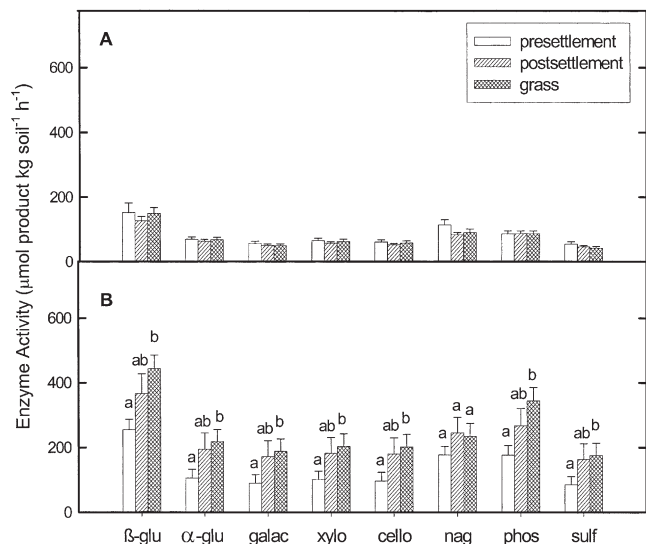 Enzyme Activity (µmol product kg soil⁻¹ h⁻¹)
A
presettlement
postsettlement
grass
600
400
200
0
B
600
400
200
0
a ab b
a ab b
a ab b
a ab b
a ab b
a a a
a ab b
a ab b
ß-glu α-glu galac xylo cello nag phos sulf